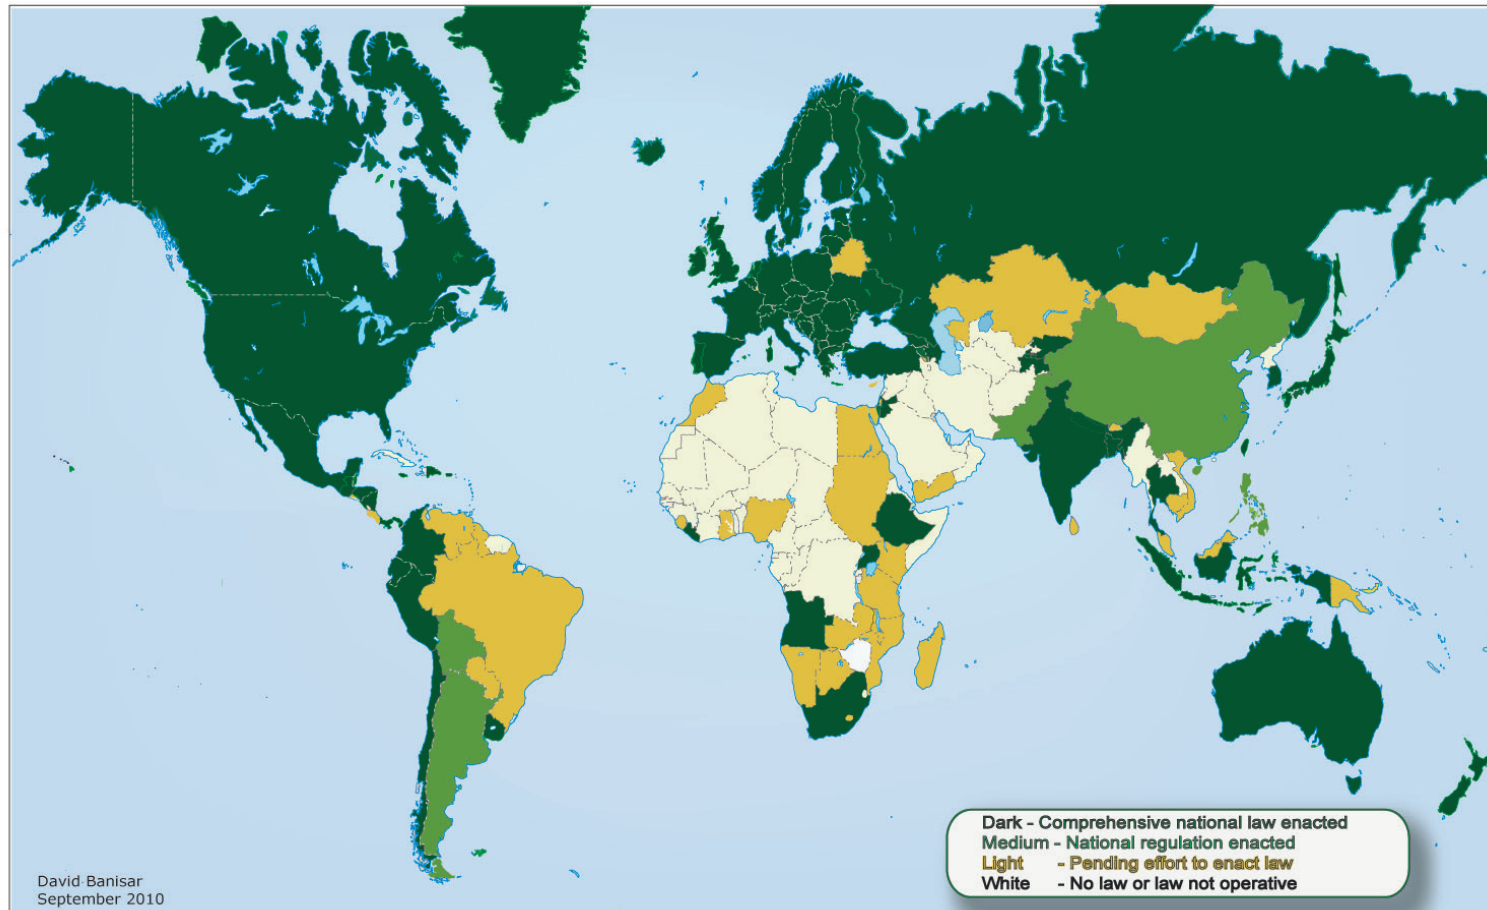 Dark - Comprehensive national law enacted
Medium - National regulation enacted
Light - Pending effort to enact law
White - No law or law not operative
David Banisar
September 2010